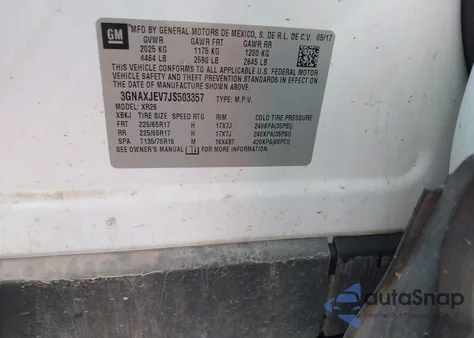 GM
MFD BY GENERAL MOTORS DE MEXICO, S. DE R.L. DE C.V. 05/17
GVWR GAWR FRT GAWR RR
2025 KG 1175 KG 1200 KG
4464 LB 2590 LB 2645 LB
THIS VEHICLE CONFORMS TO ALL APPLICABLE U.S. FEDERAL MOTOR
VEHICLE SAFETY, BUMPER, AND THEFT PREVENTION STANDARDS IN EFFECT ON
THE DATE OF MANUFACTURE SHOWN ABOVE.
3GNAXJEV7JS503357 TYPE: M.P.V.
MODEL: XR26
XBKJ TIRE SIZE SPEED RTG RIM COLD TIRE PRESSURE
FRT 225/65R17 H 17X7J 240KPA(35PSI)
RR 225/65R17 H 17X7J 240KPA(35PSI)
SPA T135/70R16 M 16X4BT 420KPA(60PSI)
SEE OWNER'S MANUAL FOR MORE INFORMATION.
autoSnap